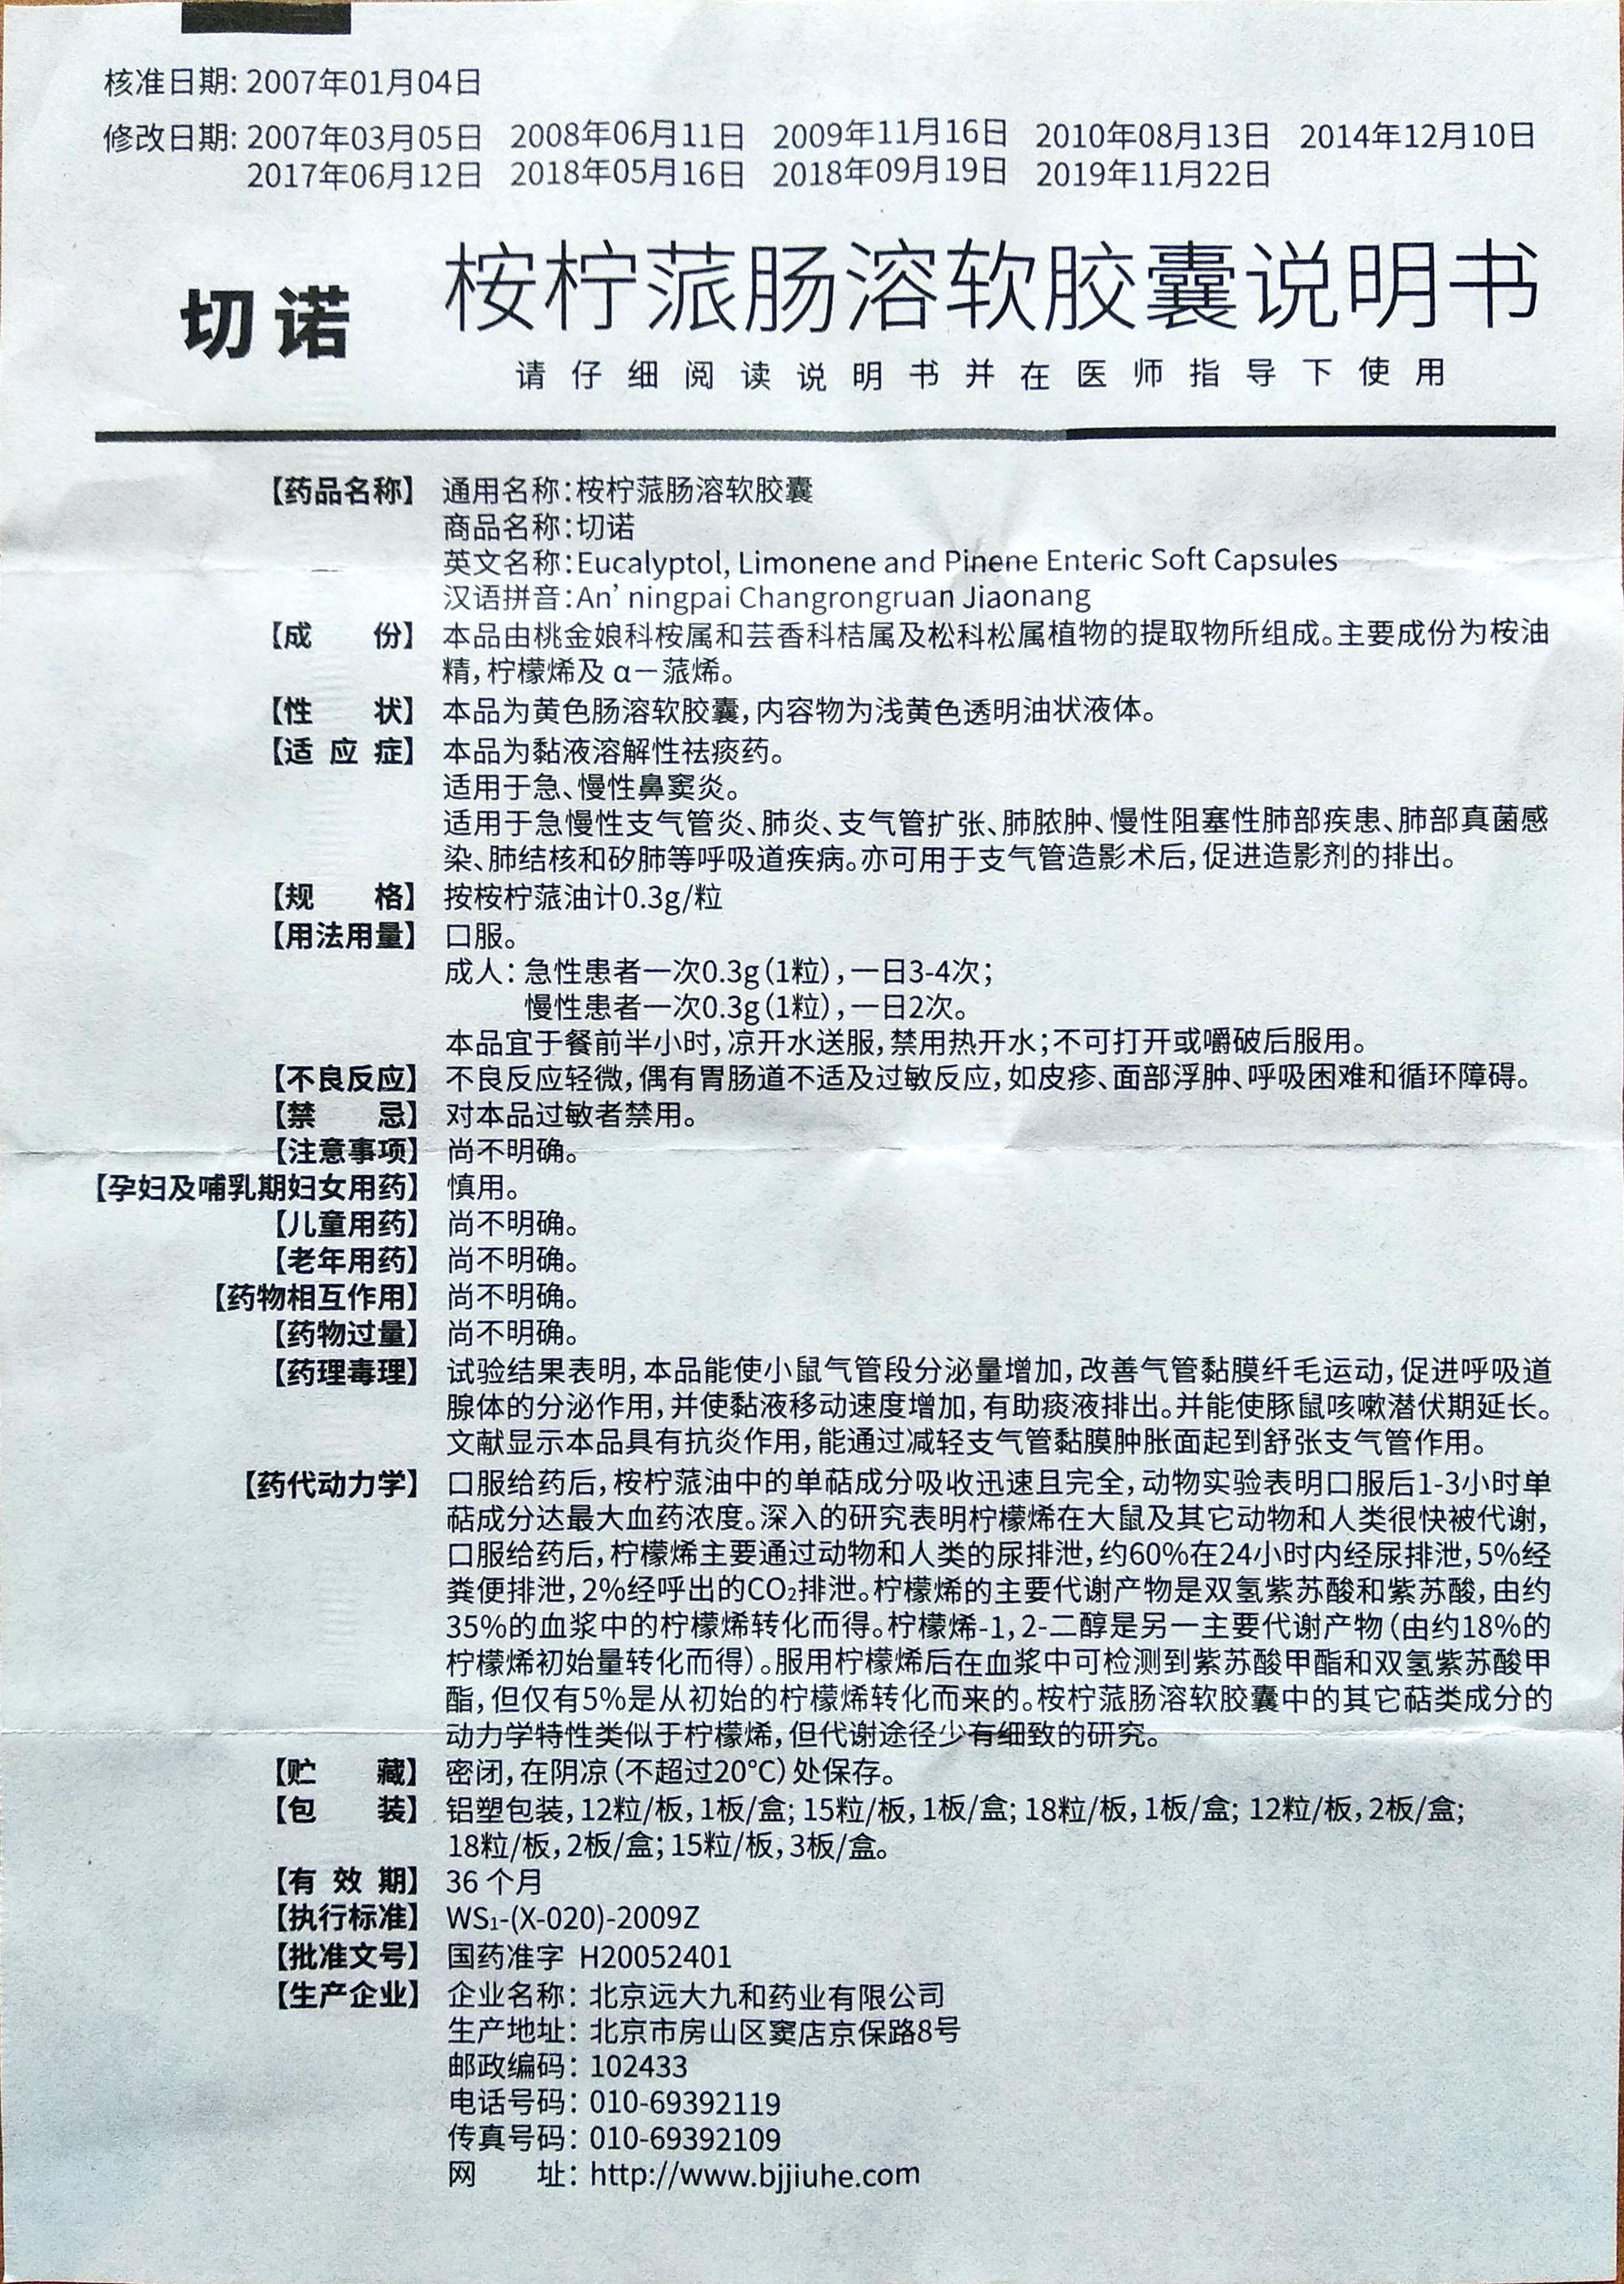 核准日期: 2007年01月04日
修改日期: 2007年03月05日 2008年06月11日 2009年11月16日 2010年08月13日 2014年12月10日
2017年06月12日 2018年05月16日 2018年09月19日 2019年11月22日
切诺 桉柠蒎肠溶软胶囊说明书
请仔细阅读说明书并在医师指导下使用
【药品名称】 通用名称:桉柠蒎肠溶软胶囊
商品名称:切诺
英文名称:Eucalyptol, Limonene and Pinene Enteric Soft Capsules
汉语拼音:An' ningpai Changrongruan Jiaonang
【成 份】 本品由桃金娘科桉属和芸香科桔属及松科松属植物的提取物所组成。主要成份为桉油
精,柠檬烯及 α—蒎烯。
【性 状】 本品为黄色肠溶软胶囊,内容物为浅黄色透明油状液体。
【适 应 症】 本品为黏液溶解性祛痰药。
适用于急、慢性鼻窦炎。
适用于急慢性支气管炎、肺炎、支气管扩张、肺脓肿、慢性阻塞性肺部疾患、肺部真菌感
染、肺结核和矽肺等呼吸道疾病。亦可用于支气管造影术后,促进造影剂的排出。
【规 格】 按桉柠蒎油计0.3g/粒
【用法用量】 口服。
成人: 急性患者一次0.3g(1粒),一日3-4次;
慢性患者一次0.3g(1粒),一日2次。
本品宜于餐前半小时,凉开水送服,禁用热开水;不可打开或嚼破后服用。
【不良反应】 不良反应轻微,偶有胃肠道不适及过敏反应,如皮疹、面部浮肿、呼吸困难和循环障碍。
【禁 忌】 对本品过敏者禁用。
【注意事项】 尚不明确。
【孕妇及哺乳期妇女用药】 慎用。
【儿童用药】 尚不明确。
【老年用药】 尚不明确。
【药物相互作用】 尚不明确。
【药物过量】 尚不明确。
【药理毒理】 试验结果表明,本品能使小鼠气管段分泌量增加,改善气管黏膜纤毛运动,促进呼吸道
腺体的分泌作用,并使黏液移动速度增加,有助痰液排出。并能使豚鼠咳嗽潜伏期延长。
文献显示本品具有抗炎作用,能通过减轻支气管黏膜肿胀而起到舒张支气管作用。
【药代动力学】 口服给药后,桉柠蒎油中的单萜成分吸收迅速且完全,动物实验表明口服后1-3小时单
萜成分达最大血药浓度。深入的研究表明柠檬烯在大鼠及其它动物和人类很快被代谢,
口服给药后,柠檬烯主要通过动物和人类的尿排泄,约60%在24小时内经尿排泄,5%经
粪便排泄,2%经呼出的CO₂排泄。柠檬烯的主要代谢产物是双氢紫苏酸和紫苏酸,由约
35%的血浆中的柠檬烯转化而得。柠檬烯-1,2-二醇是另一主要代谢产物(由约18%的
柠檬烯初始量转化而得)。服用柠檬烯后在血浆中可检测到紫苏酸甲酯和双氢紫苏酸甲
酯,但仅有5%是从初始的柠檬烯转化而来的。桉柠蒎肠溶软胶囊中的其它萜类成分的
动力学特性类似于柠檬烯,但代谢途径少有细致的研究。
【贮 藏】 密闭,在阴凉(不超过20℃)处保存。
【包 装】 铝塑包装,12粒/板,1板/盒; 15粒/板,1板/盒; 18粒/板,1板/盒; 12粒/板,2板/盒;
18粒/板,2板/盒; 15粒/板,3板/盒。
【有 效 期】 36 个月
【执行标准】 WS₁-(X-020)-2009Z
【批准文号】 国药准字 H20052401
【生产企业】 企业名称: 北京远大九和药业有限公司
生产地址: 北京市房山区窦店京保路8号
邮政编码: 102433
电话号码: 010-69392119
传真号码: 010-69392109
网 址: http://www.bjjiuhe.com